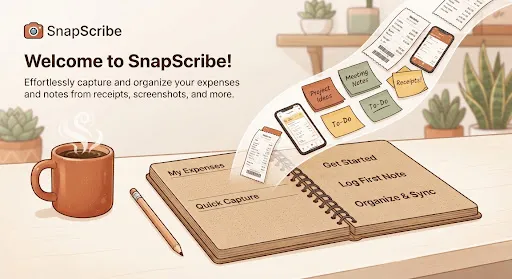 SnapScribe
Welcome to SnapScribe!
Effortlessly capture and organize your expenses
and notes from receipts, screenshots, and more.
Project
Ideas
Meeting
Notes
Receipts
To-Do
To-Do
My Expenses
Quick Capture
Get Started
Log First Note
Organize & Sync